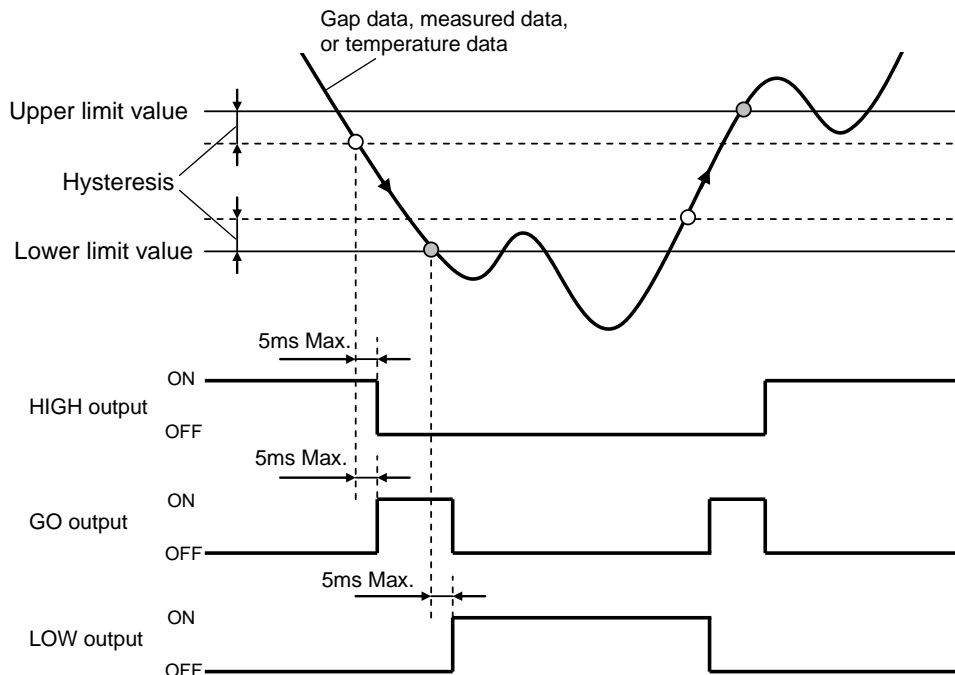 Gap data, measured data,
or temperature data
Upper limit value
Hysteresis
Lower limit value
5ms Max.
ON
HIGH output
OFF
5ms Max.
ON
GO output
OFF
5ms Max.
ON
LOW output
OFF